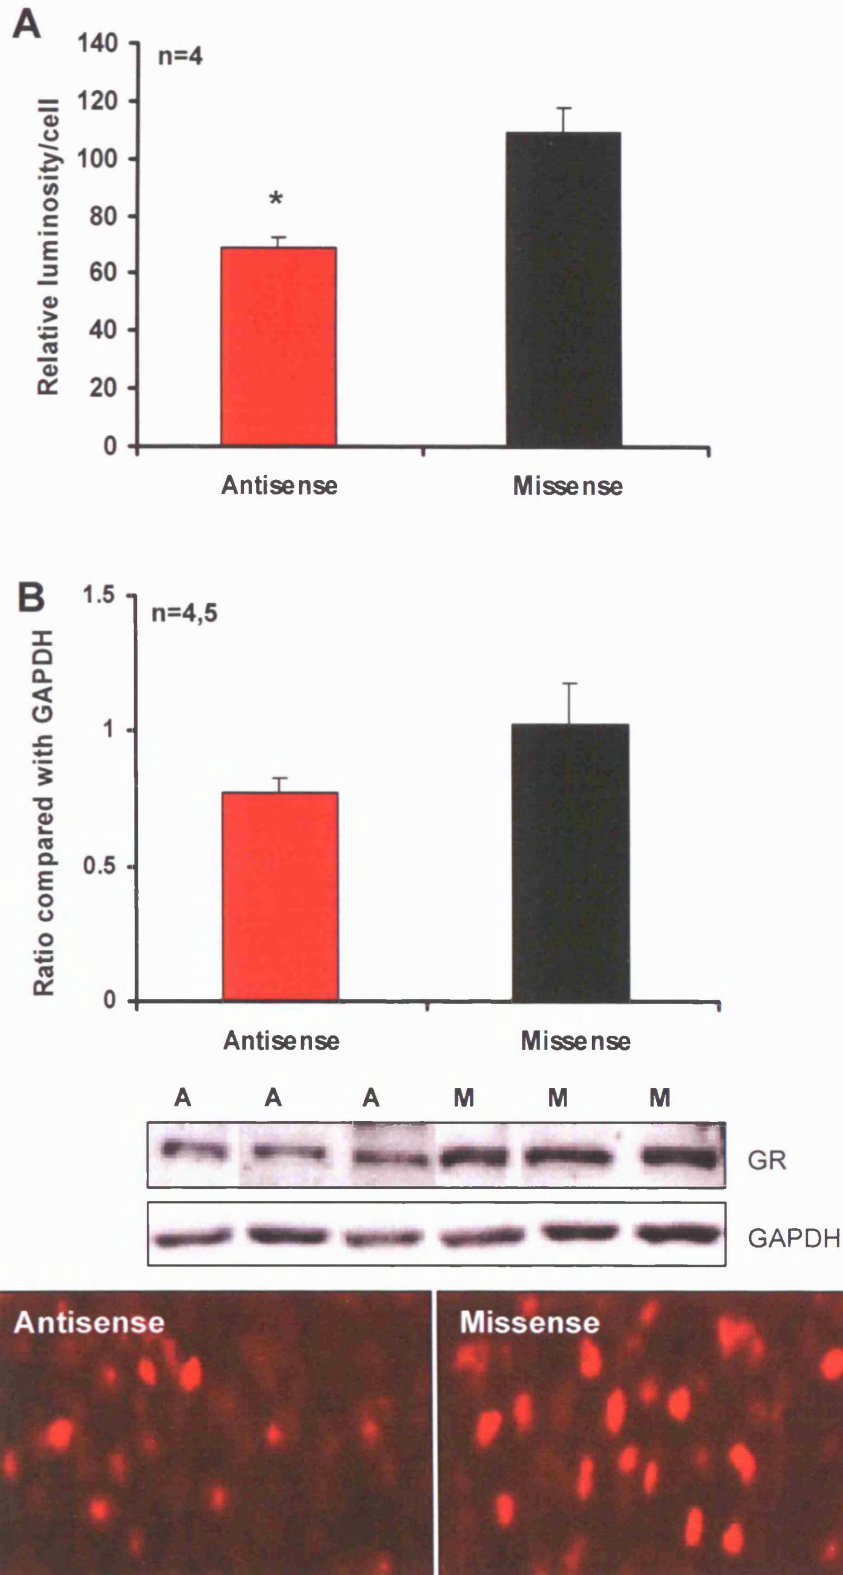 A
140
n=4
120
100
80
60
40
20
0
Relative luminosity/cell
*
Antisense
Missense
B
1.5
n=4,5
1
0.5
0
Ratio compared with GAPDH
Antisense
Missense
A A A M M M
GR
GAPDH
Antisense
Missense